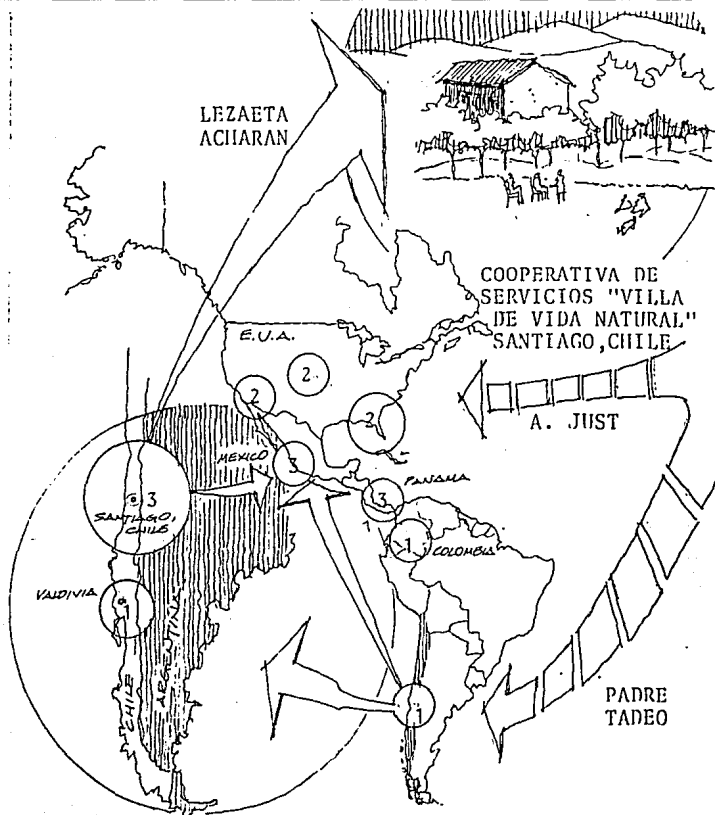 LEZAETA
ACHARAN
COOPERATIVA DE
SERVICIOS "VILLA
DE VIDA NATURAL"
SANTIAGO, CHILE
E.U.A.
2
2
2
A. JUST
MEXICO
3
PANAMA
3
1
1
COLOMBIA
3
SANTIAGO,
CHILE
VALDIVIA
1
CHILE
ARGENTINA
1
PADRE
TADEO